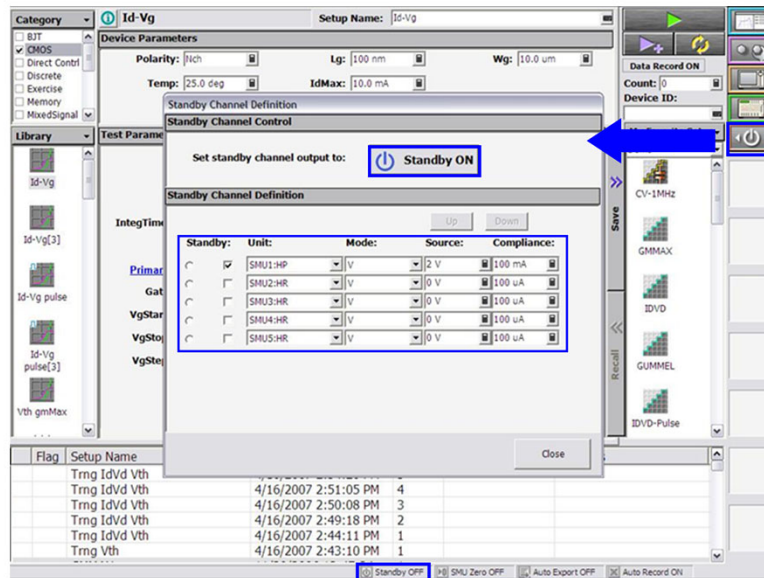 Category
Id-Vg
Setup Name: Id-Vg
BJT
CMOS
Direct Contrl
Discrete
Exercise
Memory
MixedSignal
Device Parameters
Polarity: Nch
Lg: 100 nm
Wg: 10.0 um
Temp: 25.0 deg
IdMax: 10.0 mA
Data Record ON
Count: 0
Device ID:
Library
Test Parame
Id-Vg
Id-Vg[3]
Id-Vg pulse
Id-Vg
pulse[3]
Vth gmMax
IntegTime
Primar
Gat
VgStar
VgStop
VgStep
Standby Channel Definition
Standby Channel Control
Set standby channel output to: Standby ON
Standby Channel Definition
Up Down
Standby: Unit: Mode: Source: Compliance:
SMU1:HP V 2 V 100 mA
SMU2:HR V 0 V 100 uA
SMU3:HR V 0 V 100 uA
SMU4:HR V 0 V 100 uA
SMU5:HR V 0 V 100 uA
Close
Save
Recall
CV-1MHz
GMMAX
IDVD
GUMMEL
IDVD-Pulse
Flag Setup Name
Trng IdVd Vth
Trng IdVd Vth 4/16/2007 2:51:05 PM 4
Trng IdVd Vth 4/16/2007 2:50:08 PM 3
Trng IdVd Vth 4/16/2007 2:49:18 PM 2
Trng IdVd Vth 4/16/2007 2:44:11 PM 1
Trng Vth 4/16/2007 2:43:10 PM 1
Standby OFF SMU Zero OFF Auto Export OFF Auto Record ON